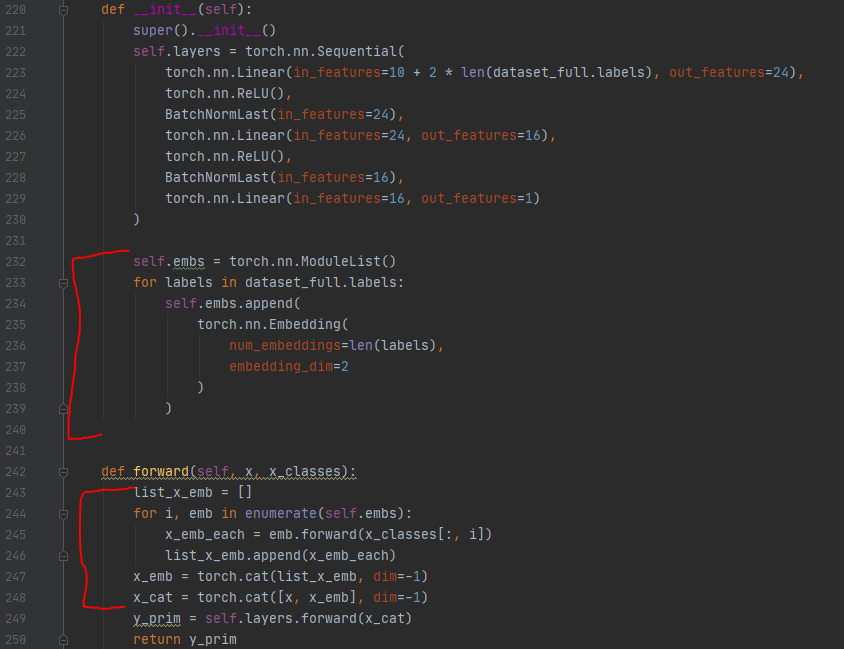 220 def __init__(self):
221 super().__init__()
222 self.layers = torch.nn.Sequential(
223 torch.nn.Linear(in_features=10 + 2 * len(dataset_full.labels), out_features=24),
224 torch.nn.ReLU(),
225 BatchNormLast(in_features=24),
226 torch.nn.Linear(in_features=24, out_features=16),
227 torch.nn.ReLU(),
228 BatchNormLast(in_features=16),
229 torch.nn.Linear(in_features=16, out_features=1)
230 )
231
232 self.embs = torch.nn.ModuleList()
233 for labels in dataset_full.labels:
234 self.embs.append(
235 torch.nn.Embedding(
236 num_embeddings=len(labels),
237 embedding_dim=2
238 )
239 )
240
241
242 def forward(self, x, x_classes):
243 list_x_emb = []
244 for i, emb in enumerate(self.embs):
245 x_emb_each = emb.forward(x_classes[:, i])
246 list_x_emb.append(x_emb_each)
247 x_emb = torch.cat(list_x_emb, dim=-1)
248 x_cat = torch.cat([x, x_emb], dim=-1)
249 y_prim = self.layers.forward(x_cat)
250 return y_prim